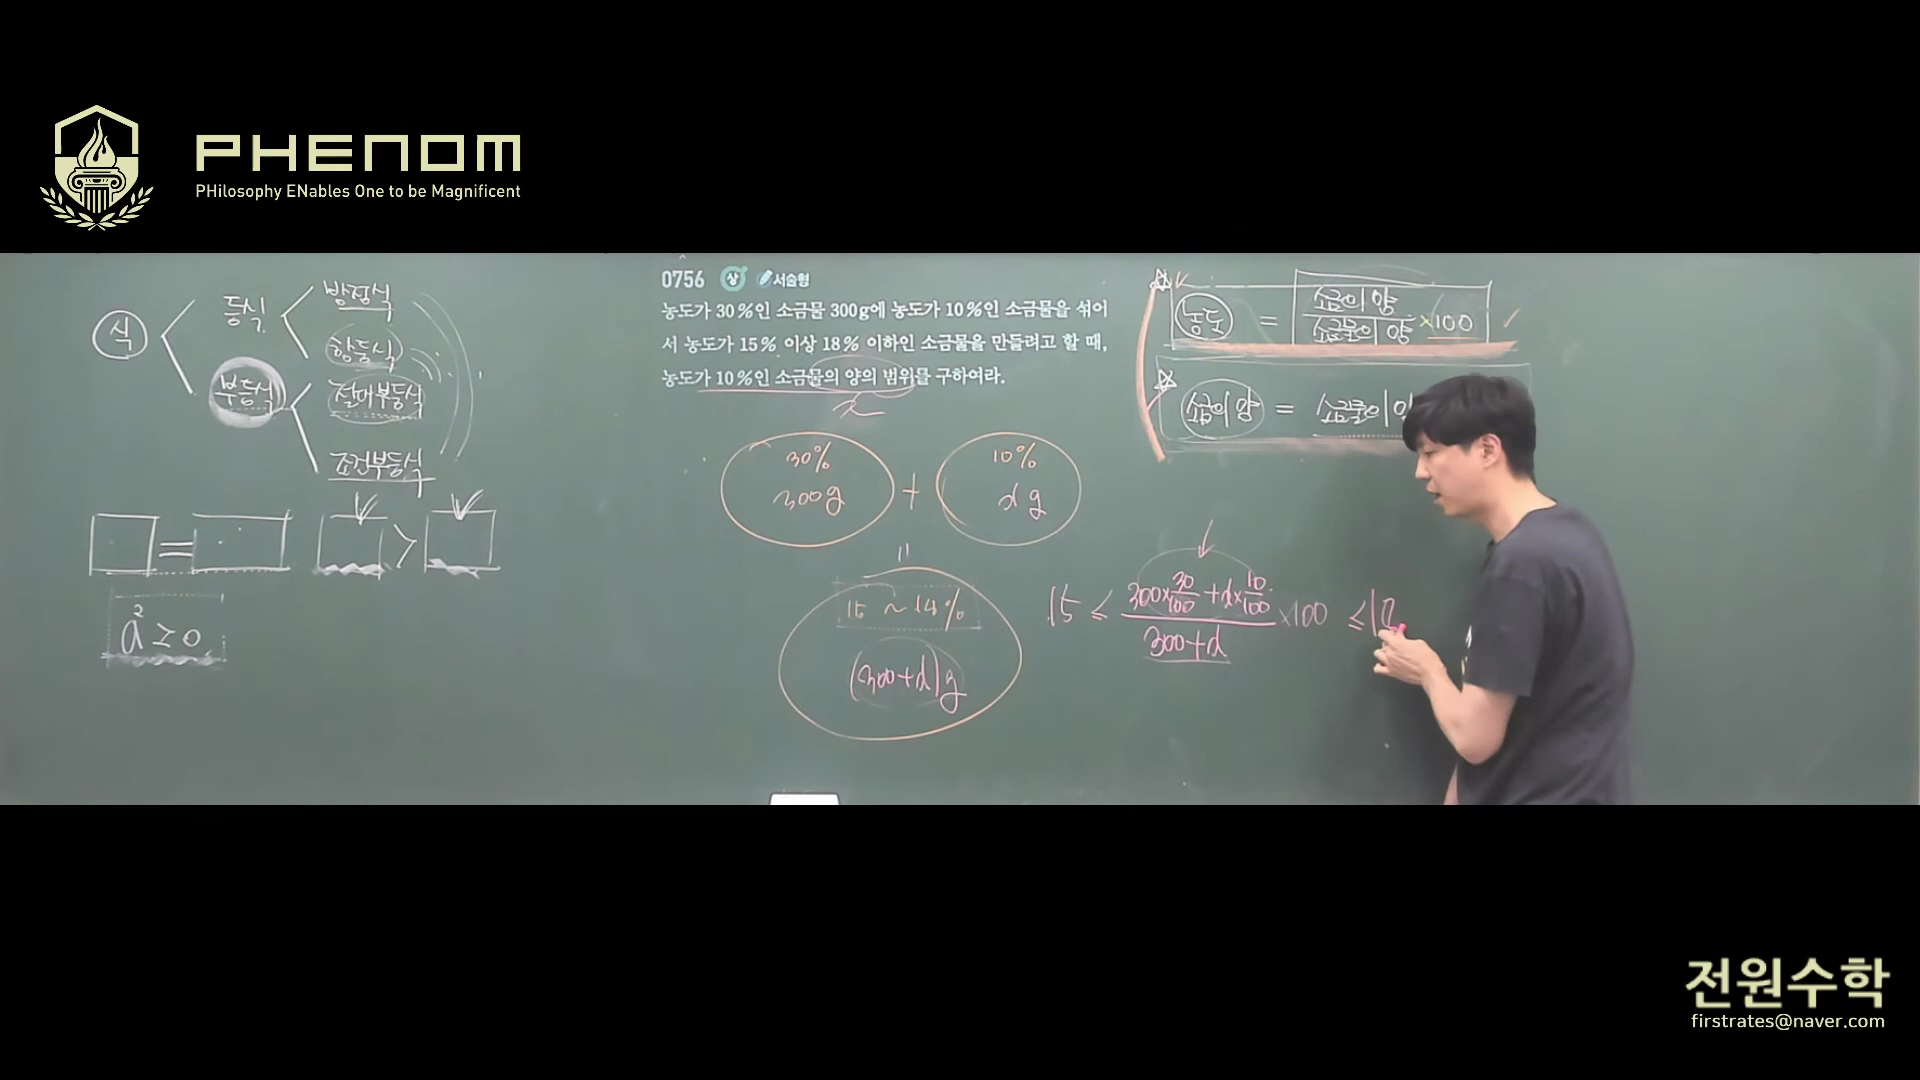 PHENOM
PHilosophy ENables One to be Magnificent
식
등식
방정식
항등식
부등식
절대부등식
조건부등식
=
>
a² ≥ 0
0756 상 서술형
농도가 30%인 소금물 300g에 농도가 10%인 소금물을 섞어
서 농도가 15% 이상 18% 이하인 소금물을 만들려고 할 때,
농도가 10%인 소금물의 양의 범위를 구하여라.
x
30%
300g
+
10%
x g
=
15 ~ 18%
(300+x)g
농도 = 소금의 양 / 소금물의 양 ×100
소금의 양 = 소금물의
15 ≤ (300×30/100 + x×10/100) / (300+x) ×100 ≤ 18
전원수학
firstrates@naver.com